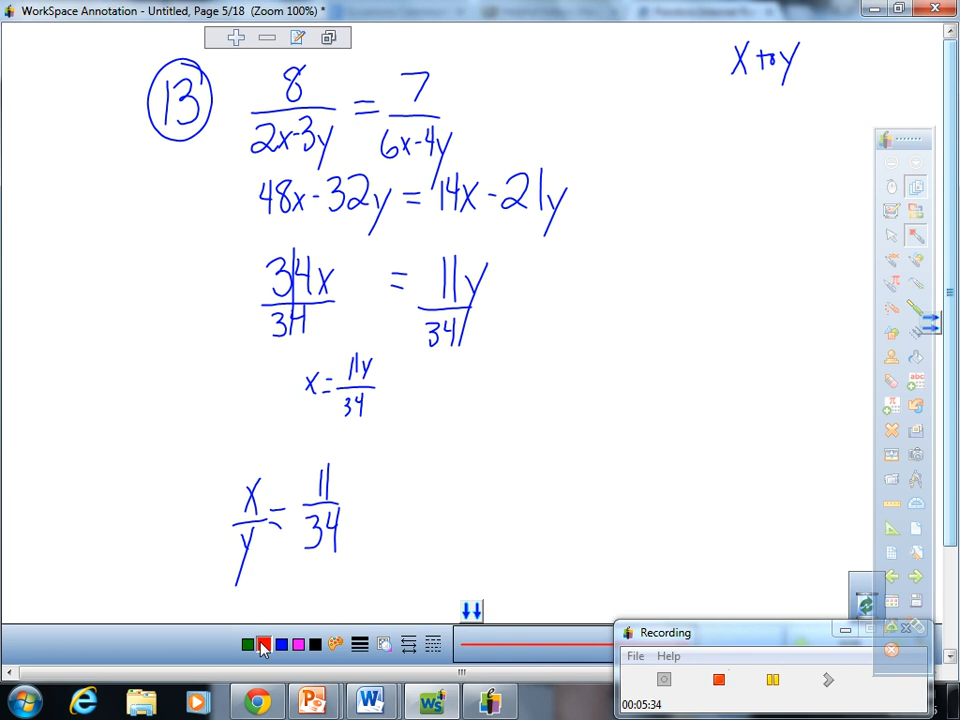 WorkSpace Annotation - Untitled, Page 5/18 (Zoom 100%) *
x to y
13 8/(2x-3y) = 7/(6x-4y)
48x-32y = 14x-21y
34x/34 = 11y/34
x = 11y/34
x/y = 11/34
Recording
File Help
00:05:34